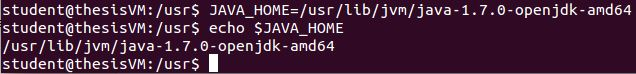 student@thesisVM:/usr$ JAVA_HOME=/usr/lib/jvm/java-1.7.0-openjdk-amd64
student@thesisVM:/usr$ echo $JAVA_HOME
/usr/lib/jvm/java-1.7.0-openjdk-amd64
student@thesisVM:/usr$